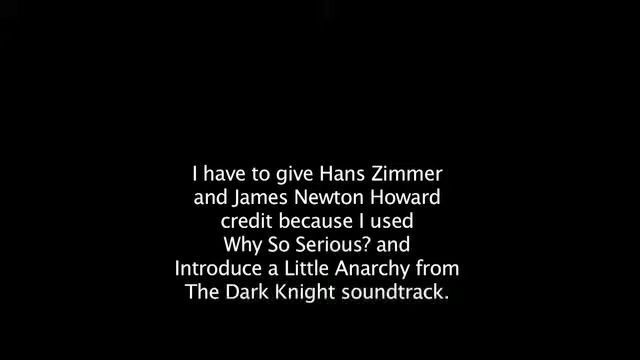 I have to give Hans Zimmer
and James Newton Howard
credit because I used
Why So Serious? and
Introduce a Little Anarchy from
The Dark Knight soundtrack.